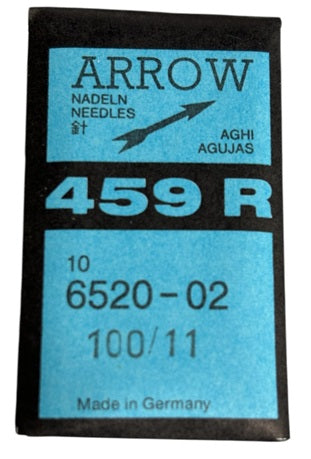 ARROW
NADELN
NEEDLES
針
AGHI
AGUJAS
459 R
10
6520-02
100/11
Made in Germany